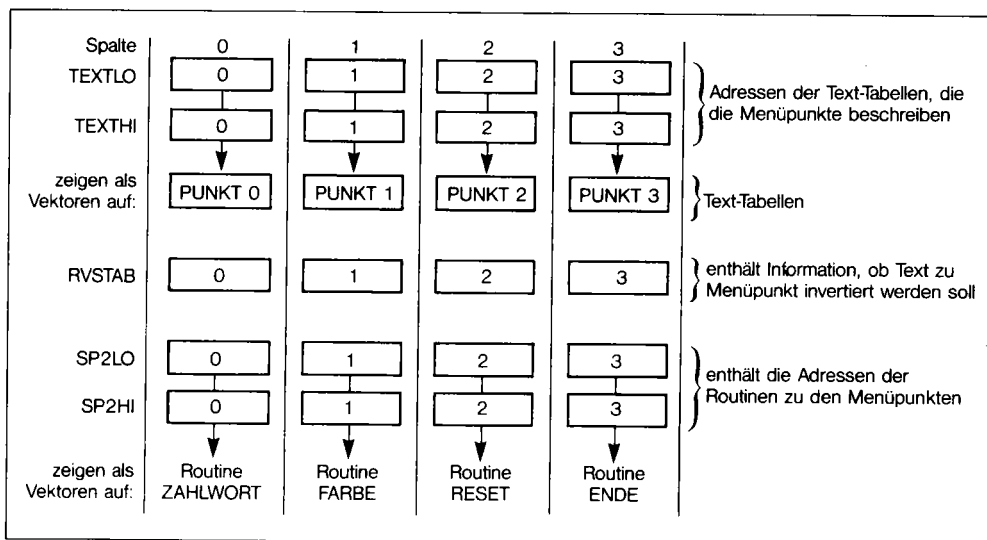 Spalte 0 1 2 3
TEXTLO 0 1 2 3
TEXTHI 0 1 2 3
Adressen der Text-Tabellen, die
die Menüpunkte beschreiben
zeigen als
Vektoren auf:
PUNKT 0 PUNKT 1 PUNKT 2 PUNKT 3
Text-Tabellen
RVSTAB 0 1 2 3
enthält Information, ob Text zu
Menüpunkt invertiert werden soll
SP2LO 0 1 2 3
SP2HI 0 1 2 3
enthält die Adressen der
Routinen zu den Menüpunkten
zeigen als
Vektoren auf:
Routine
ZAHLWORT
Routine
FARBE
Routine
RESET
Routine
ENDE